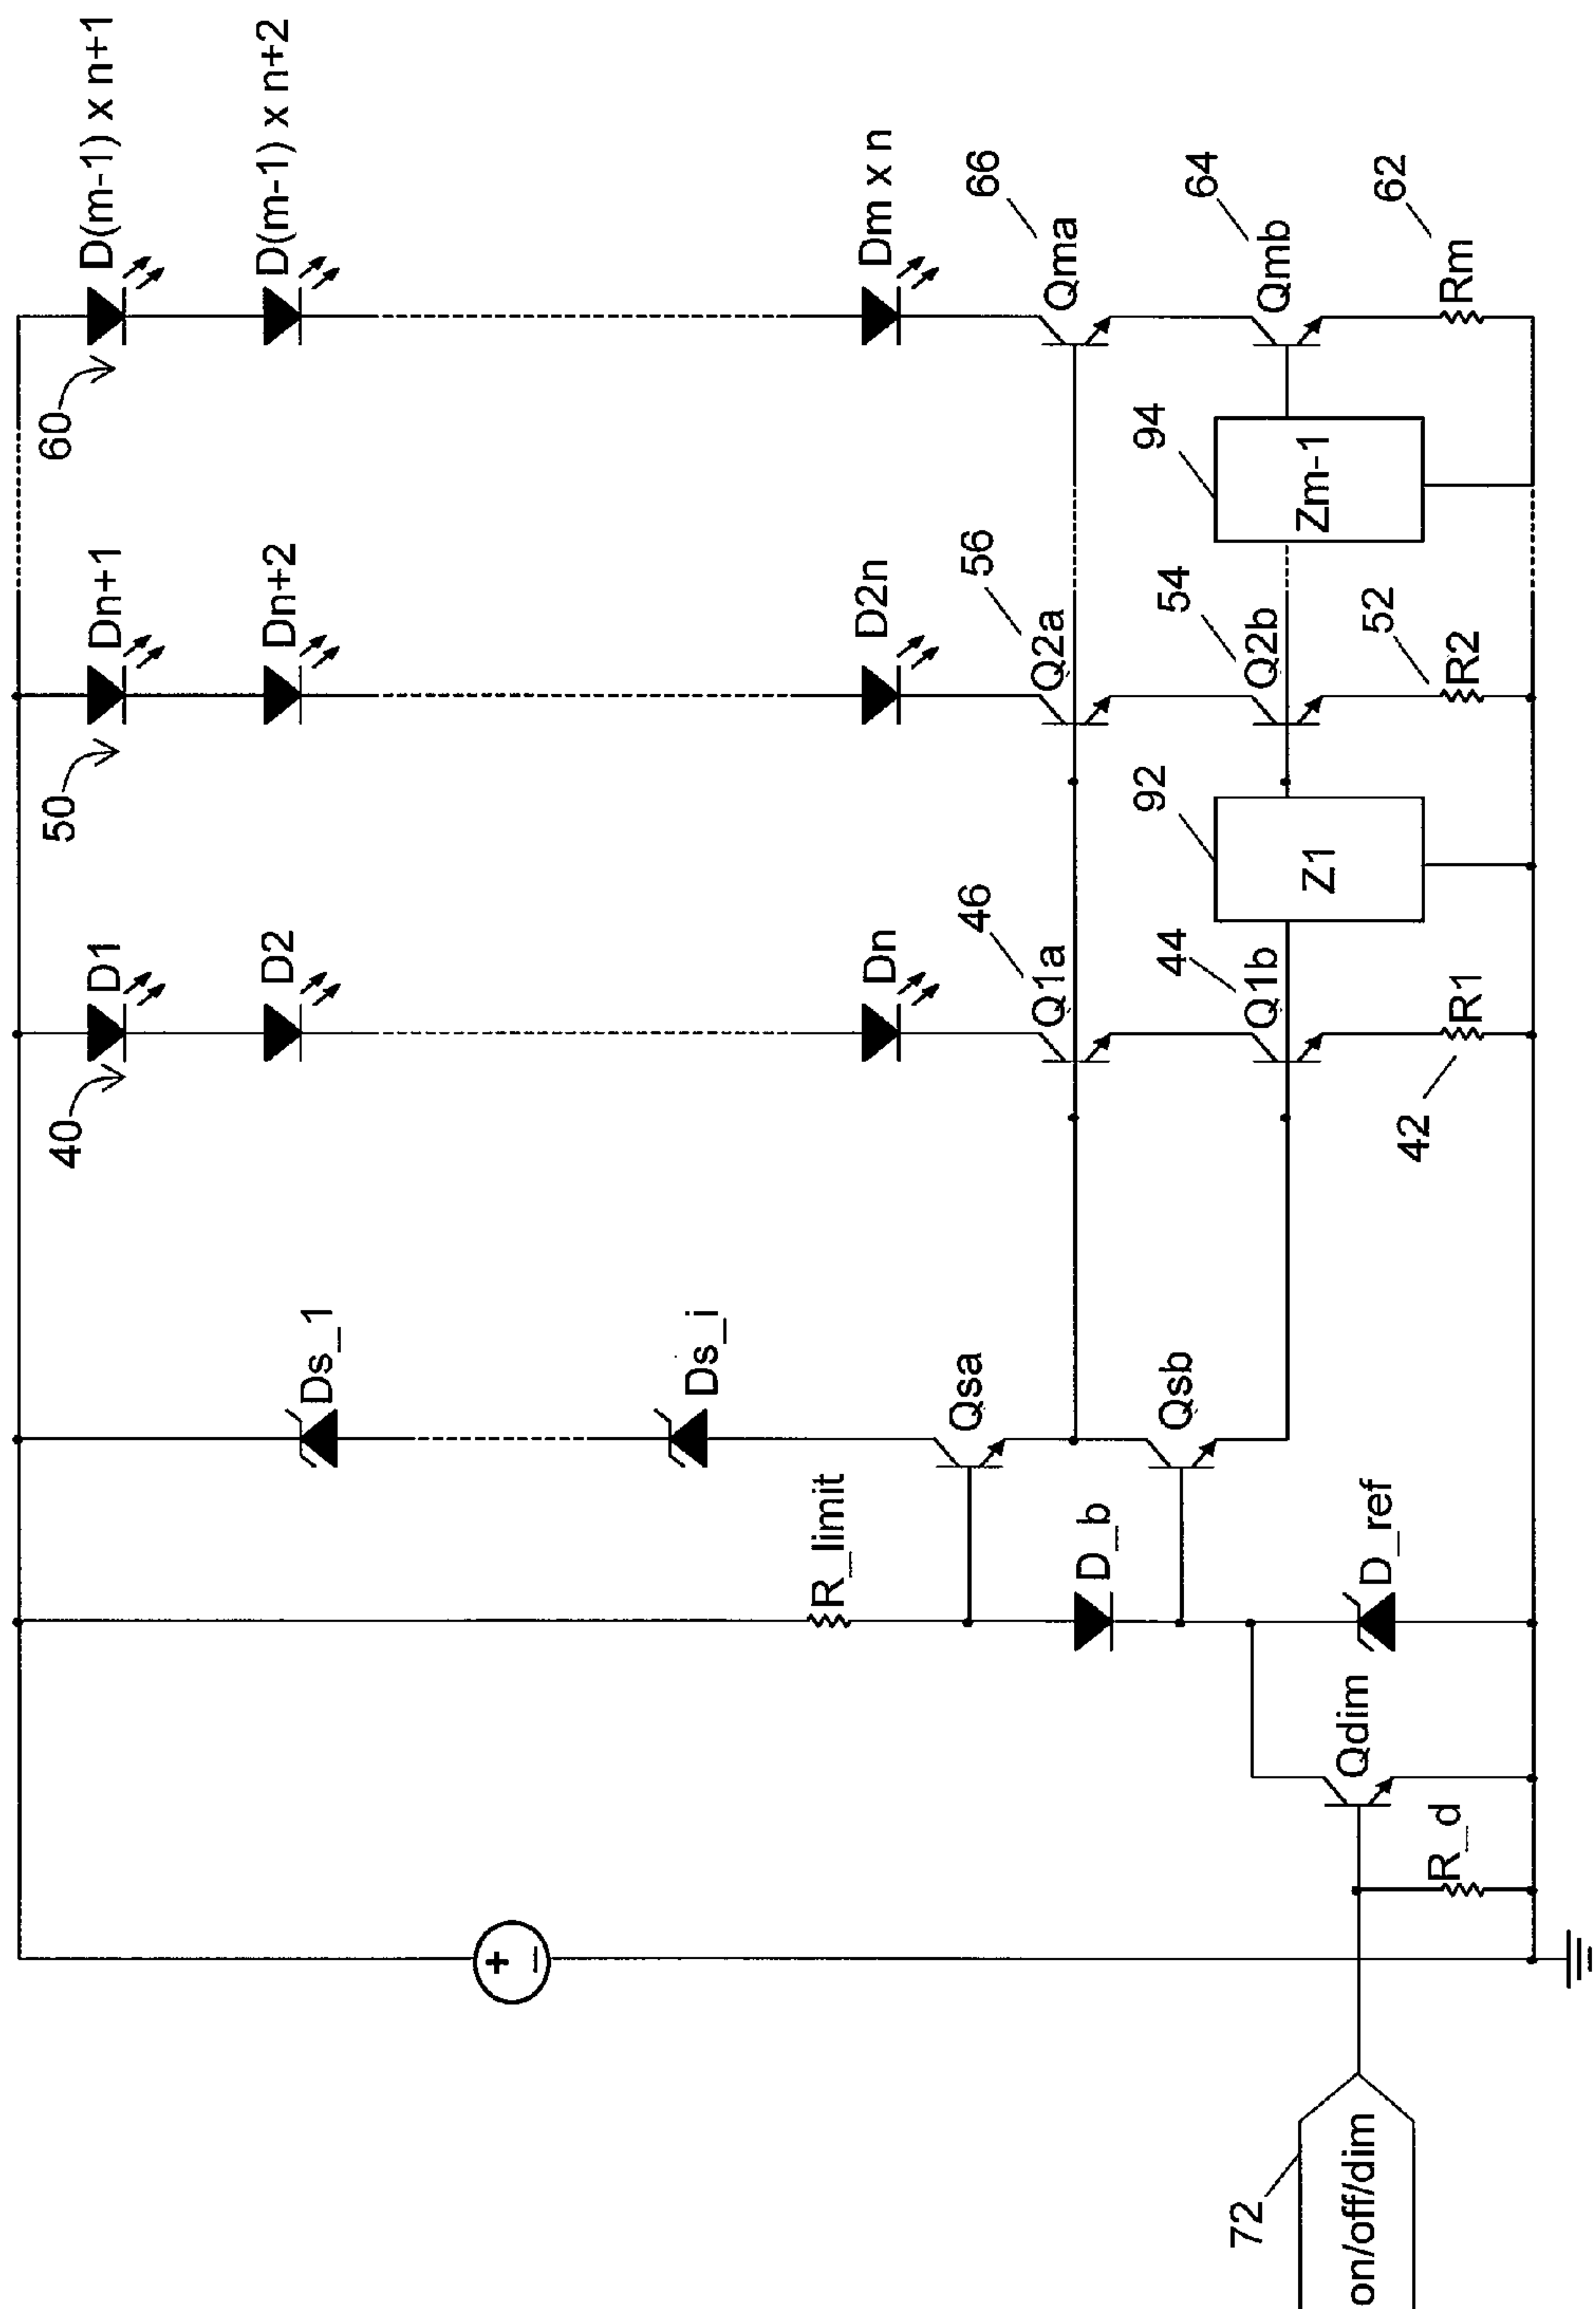 D1
D2
Dn
40
Dn+1
Dn+2
D2n
50
D(m-1) x n+1
D(m-1) x n+2
Dm x n
60
Ds_1
Ds_i
Qsa
Qsb
R_limit
D_b
D_ref
Qdim
R_d
72
on/off/dim
46
Q1a
44
Q1b
R1
42
56
Q2a
54
Q2b
52
R2
66
Qma
64
Qmb
62
Rm
92
Z1
94
Zm-1
+
–